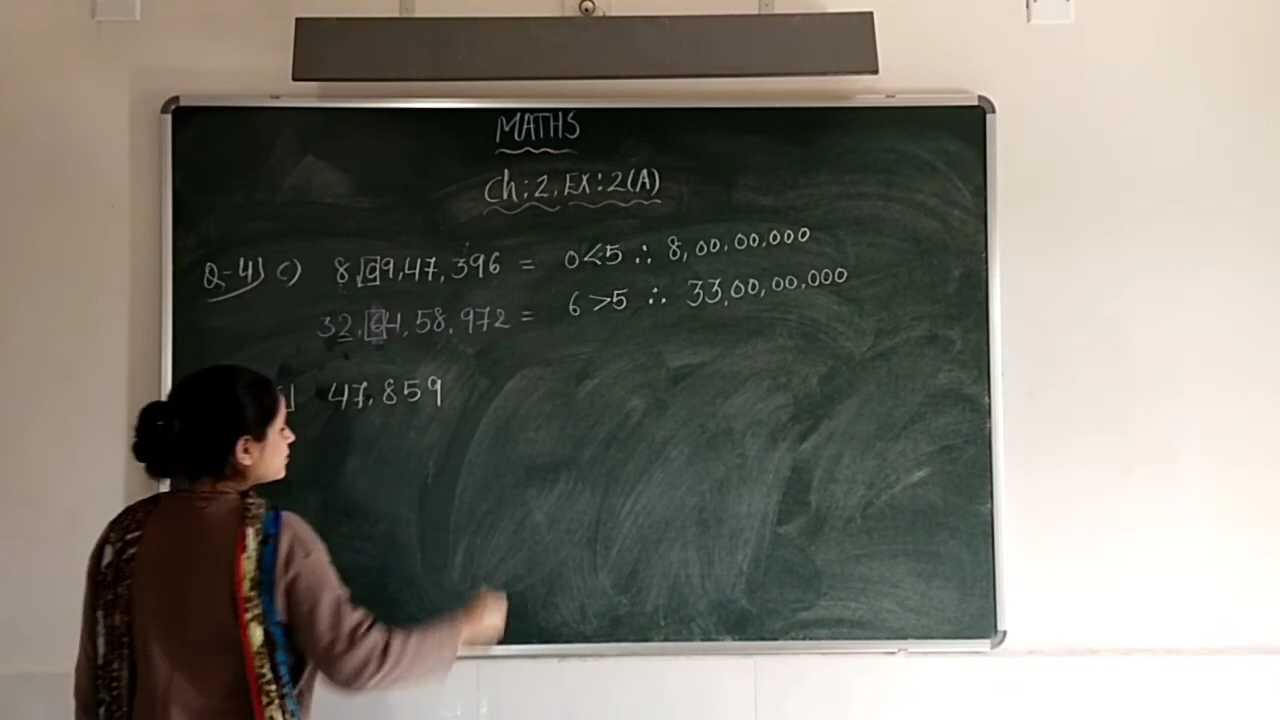 MATHS
Ch:2, EX:2(A)
Q-4] c) 8,09,47,396 = 0<5 ∴ 8,00,00,000
32,64,58,972 = 6>5 ∴ 33,00,00,000
47,859